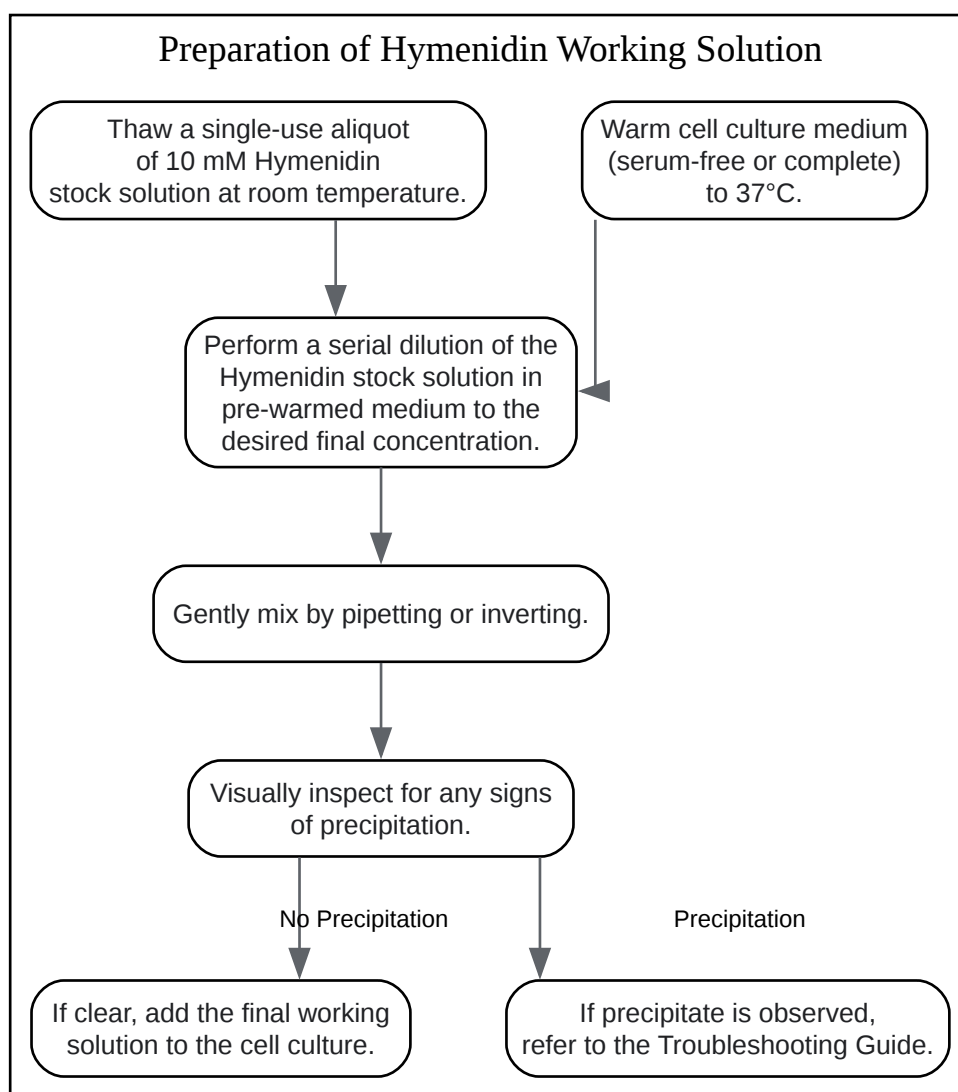 Preparation of Hymenidin Working Solution
Thaw a single-use aliquot
of 10 mM Hymenidin
stock solution at room temperature.
Warm cell culture medium
(serum-free or complete)
to 37°C.
Perform a serial dilution of the
Hymenidin stock solution in
pre-warmed medium to the
desired final concentration.
Gently mix by pipetting or inverting.
Visually inspect for any signs
of precipitation.
No Precipitation
Precipitation
If clear, add the final working
solution to the cell culture.
If precipitate is observed,
refer to the Troubleshooting Guide.